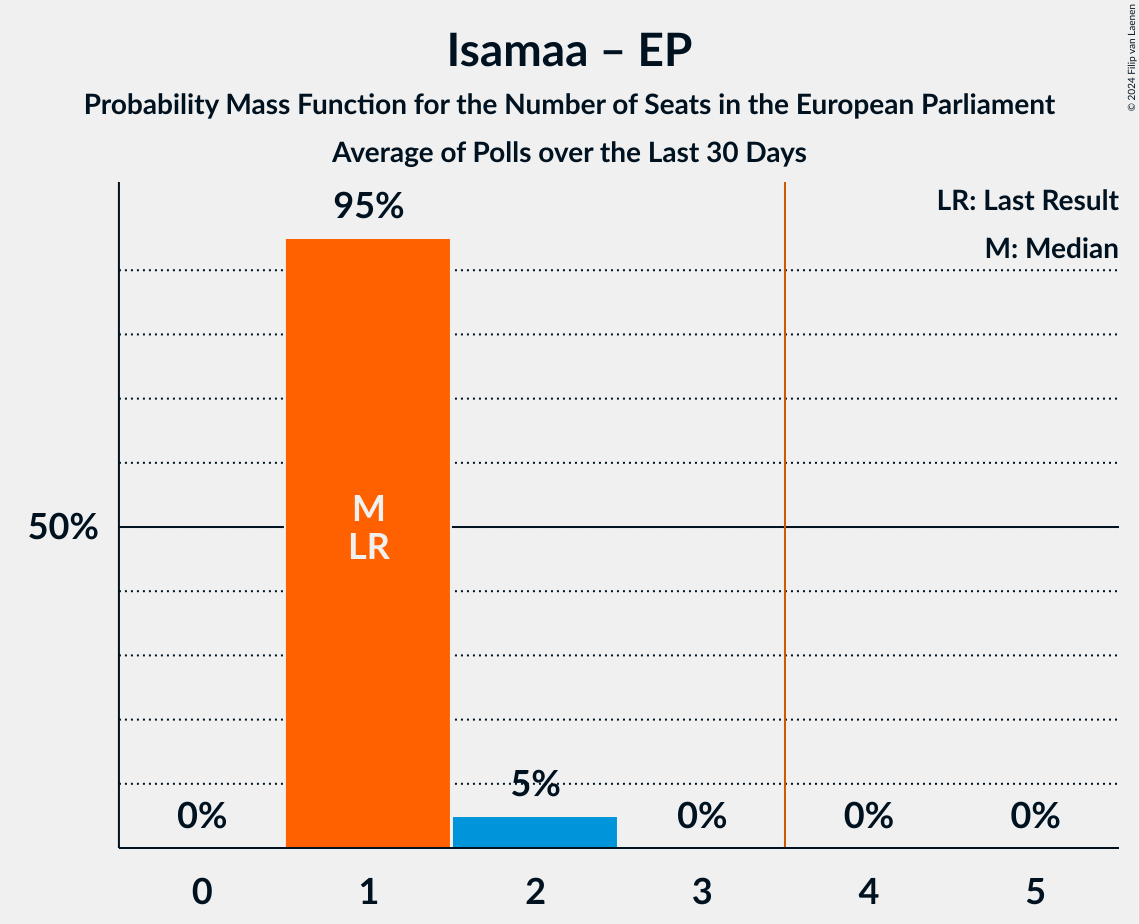 Isamaa – EP
Probability Mass Function for the Number of Seats in the European Parliament
Average of Polls over the Last 30 Days
© 2024 Filip van Laenen
LR: Last Result
M: Median
95%
M
LR
50%
5%
0%
0%
0%
0%
0
1
2
3
4
5